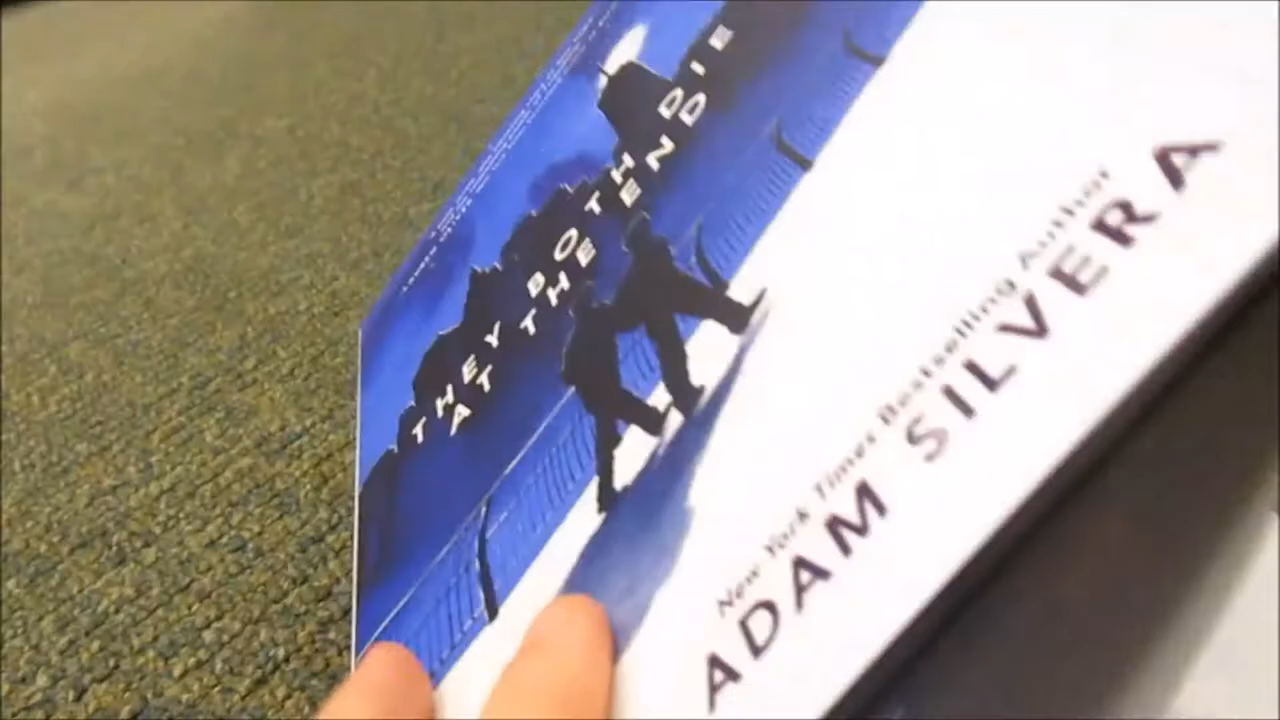 THEY BOTH DIE
AT THE END
New York Times Bestselling Author
ADAM SILVERA